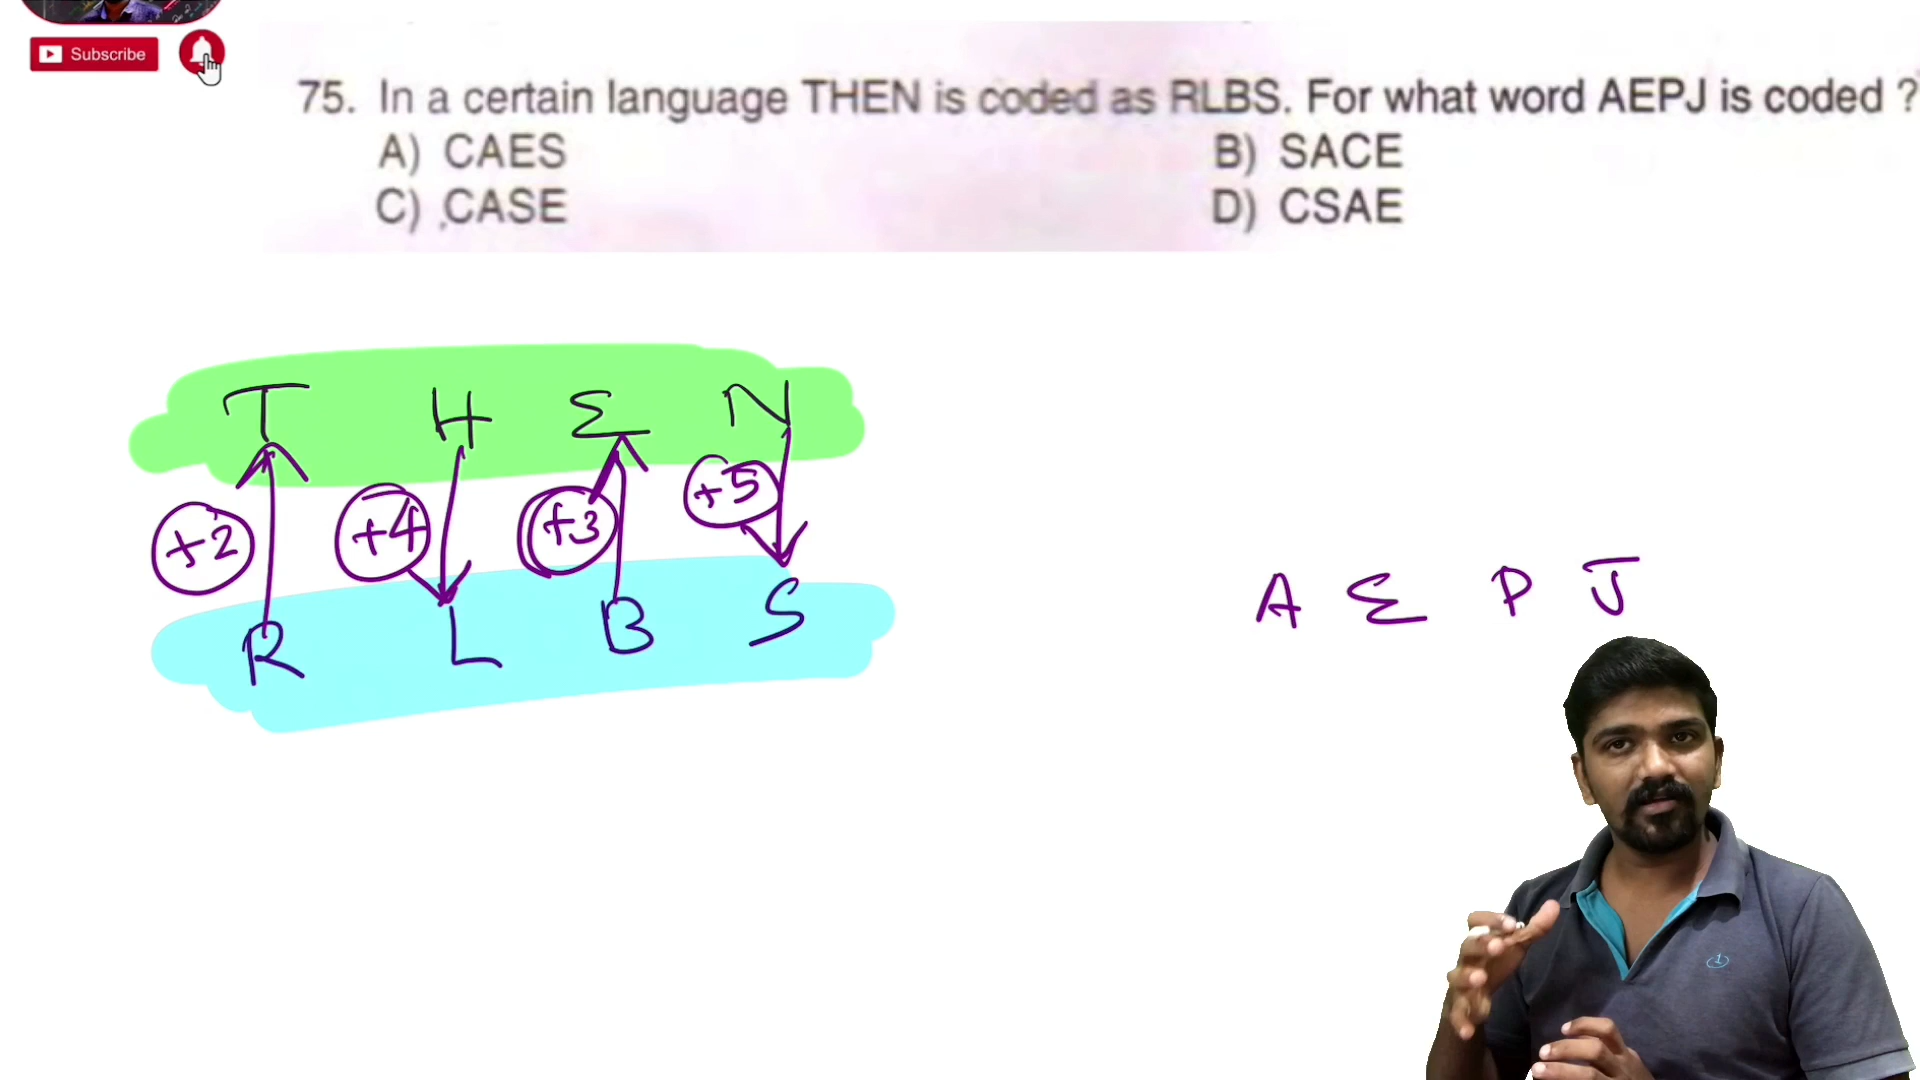 Subscribe
75. In a certain language THEN is coded as RLBS. For what word AEPJ is coded ?
A) CAES B) SACE
C) CASE D) CSAE
T H E N
+2 +4 +3 +5
R L B S
A E P J